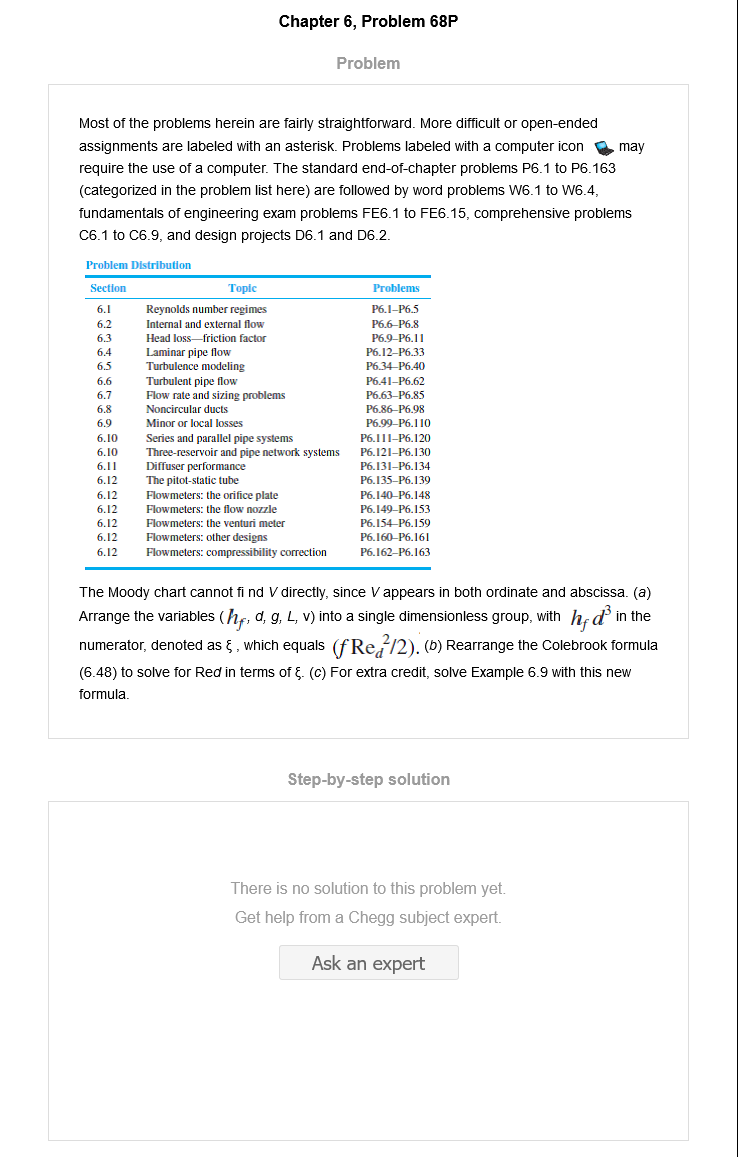 Chapter 6, Problem 68P
Problem
Most of the problems herein are fairly straightforward. More difficult or open-ended
assignments are labeled with an asterisk. Problems labeled with a computer icon may
require the use of a computer. The standard end-of-chapter problems P6.1 to P6.163
(categorized in the problem list here) are followed by word problems W6.1 to W6.4,
fundamentals of engineering exam problems FE6.1 to FE6.15, comprehensive problems
C6.1 to C6.9, and design projects D6.1 and D6.2.
Problem Distribution
Section Topic Problems
6.1 Reynolds number regimes P6.1–P6.5
6.2 Internal and external flow P6.6–P6.8
6.3 Head loss—friction factor P6.9–P6.11
6.4 Laminar pipe flow P6.12–P6.33
6.5 Turbulence modeling P6.34–P6.40
6.6 Turbulent pipe flow P6.41–P6.62
6.7 Flow rate and sizing problems P6.63–P6.85
6.8 Noncircular ducts P6.86–P6.98
6.9 Minor or local losses P6.99–P6.110
6.10 Series and parallel pipe systems P6.111–P6.120
6.10 Three-reservoir and pipe network systems P6.121–P6.130
6.11 Diffuser performance P6.131–P6.134
6.12 The pitot-static tube P6.135–P6.139
6.12 Flowmeters: the orifice plate P6.140–P6.148
6.12 Flowmeters: the flow nozzle P6.149–P6.153
6.12 Flowmeters: the venturi meter P6.154–P6.159
6.12 Flowmeters: other designs P6.160–P6.161
6.12 Flowmeters: compressibility correction P6.162–P6.163
The Moody chart cannot fi nd V directly, since V appears in both ordinate and abscissa. (a)
Arrange the variables (h_f, d, g, L, ν) into a single dimensionless group, with h_f d³ in the
numerator, denoted as ξ , which equals (f Re_d²/2). (b) Rearrange the Colebrook formula
(6.48) to solve for Red in terms of ξ. (c) For extra credit, solve Example 6.9 with this new
formula.
Step-by-step solution
There is no solution to this problem yet.
Get help from a Chegg subject expert.
Ask an expert